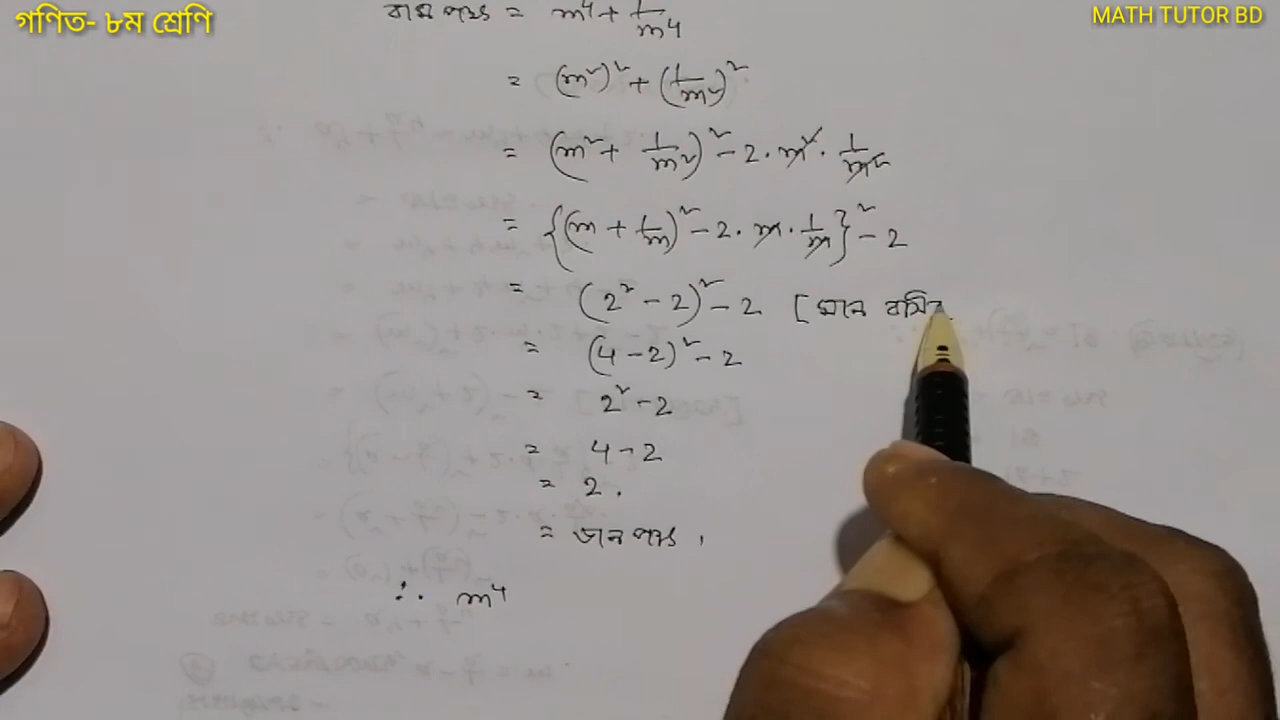 গণিত- ৮ম শ্রেণি
MATH TUTOR BD
বামপক্ষ = m⁴ + 1/m⁴
= (m²)² + (1/m²)²
= (m² + 1/m²)² - 2 . m² . 1/m²
= {(m + 1/m)² - 2 . m . 1/m}² - 2
= (2² - 2)² - 2 [মান বসিয়ে
= (4 - 2)² - 2
= 2² - 2
= 4 - 2
= 2 .
= ডানপক্ষ ,
∴ m⁴